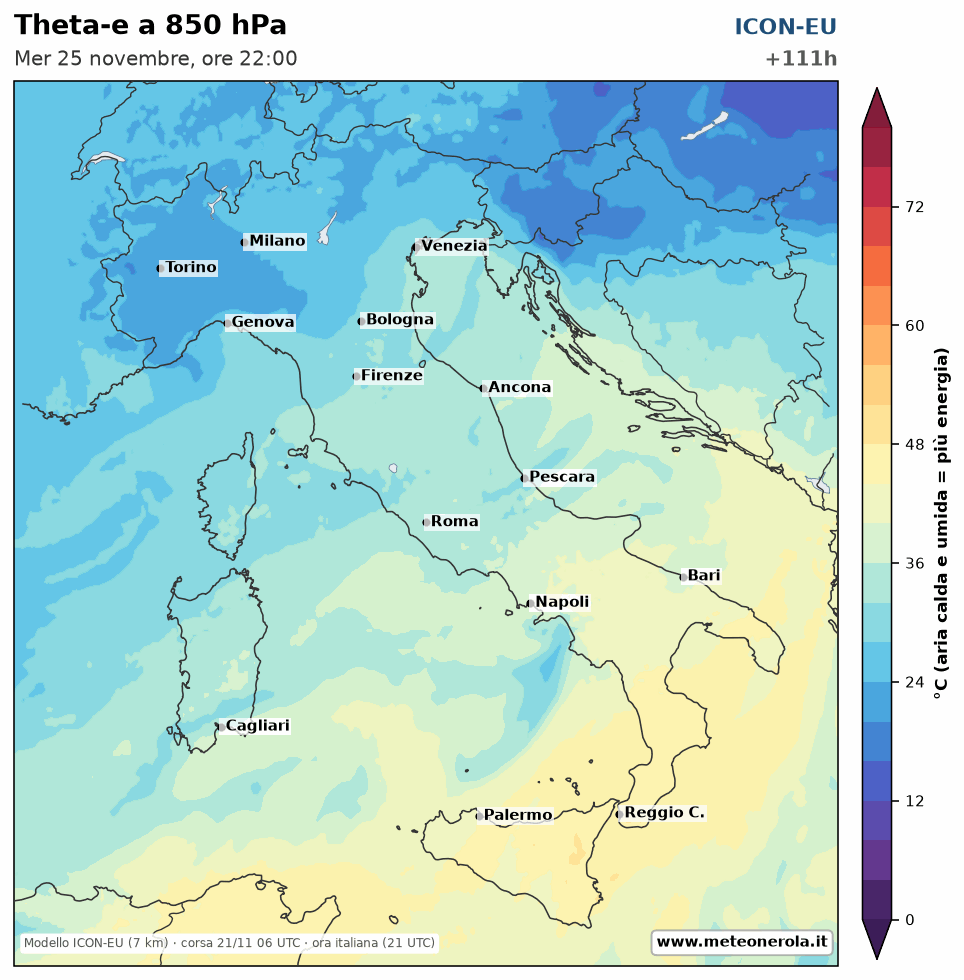 Theta-e a 850 hPa
ICON-EU
Mer 25 novembre, ore 22:00
+111h
Milano
Venezia
Torino
Genova
Bologna
Firenze
Ancona
Pescara
Roma
Bari
Napoli
Cagliari
Palermo
Reggio C.
72
60
48
36
24
12
0
°C (aria calda e umida = più energia)
Modello ICON-EU (7 km) · corsa 21/11 06 UTC · ora italiana (21 UTC)
www.meteonerola.it